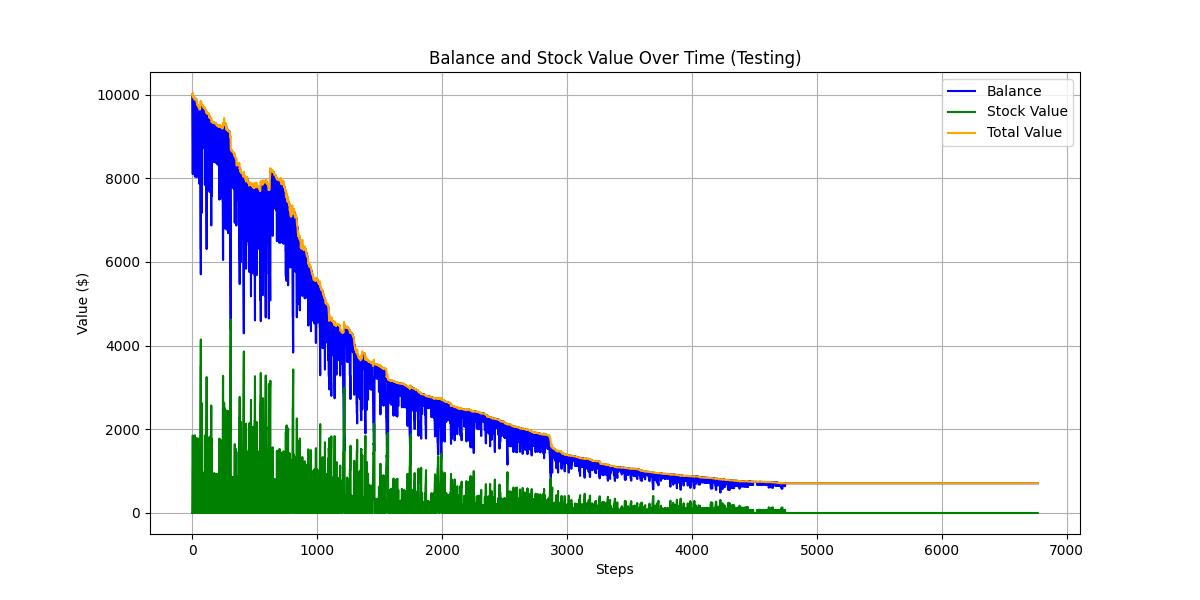 Balance and Stock Value Over Time (Testing)
Balance
Stock Value
Total Value
Value ($)
10000
8000
6000
4000
2000
0
0 1000 2000 3000 4000 5000 6000 7000
Steps